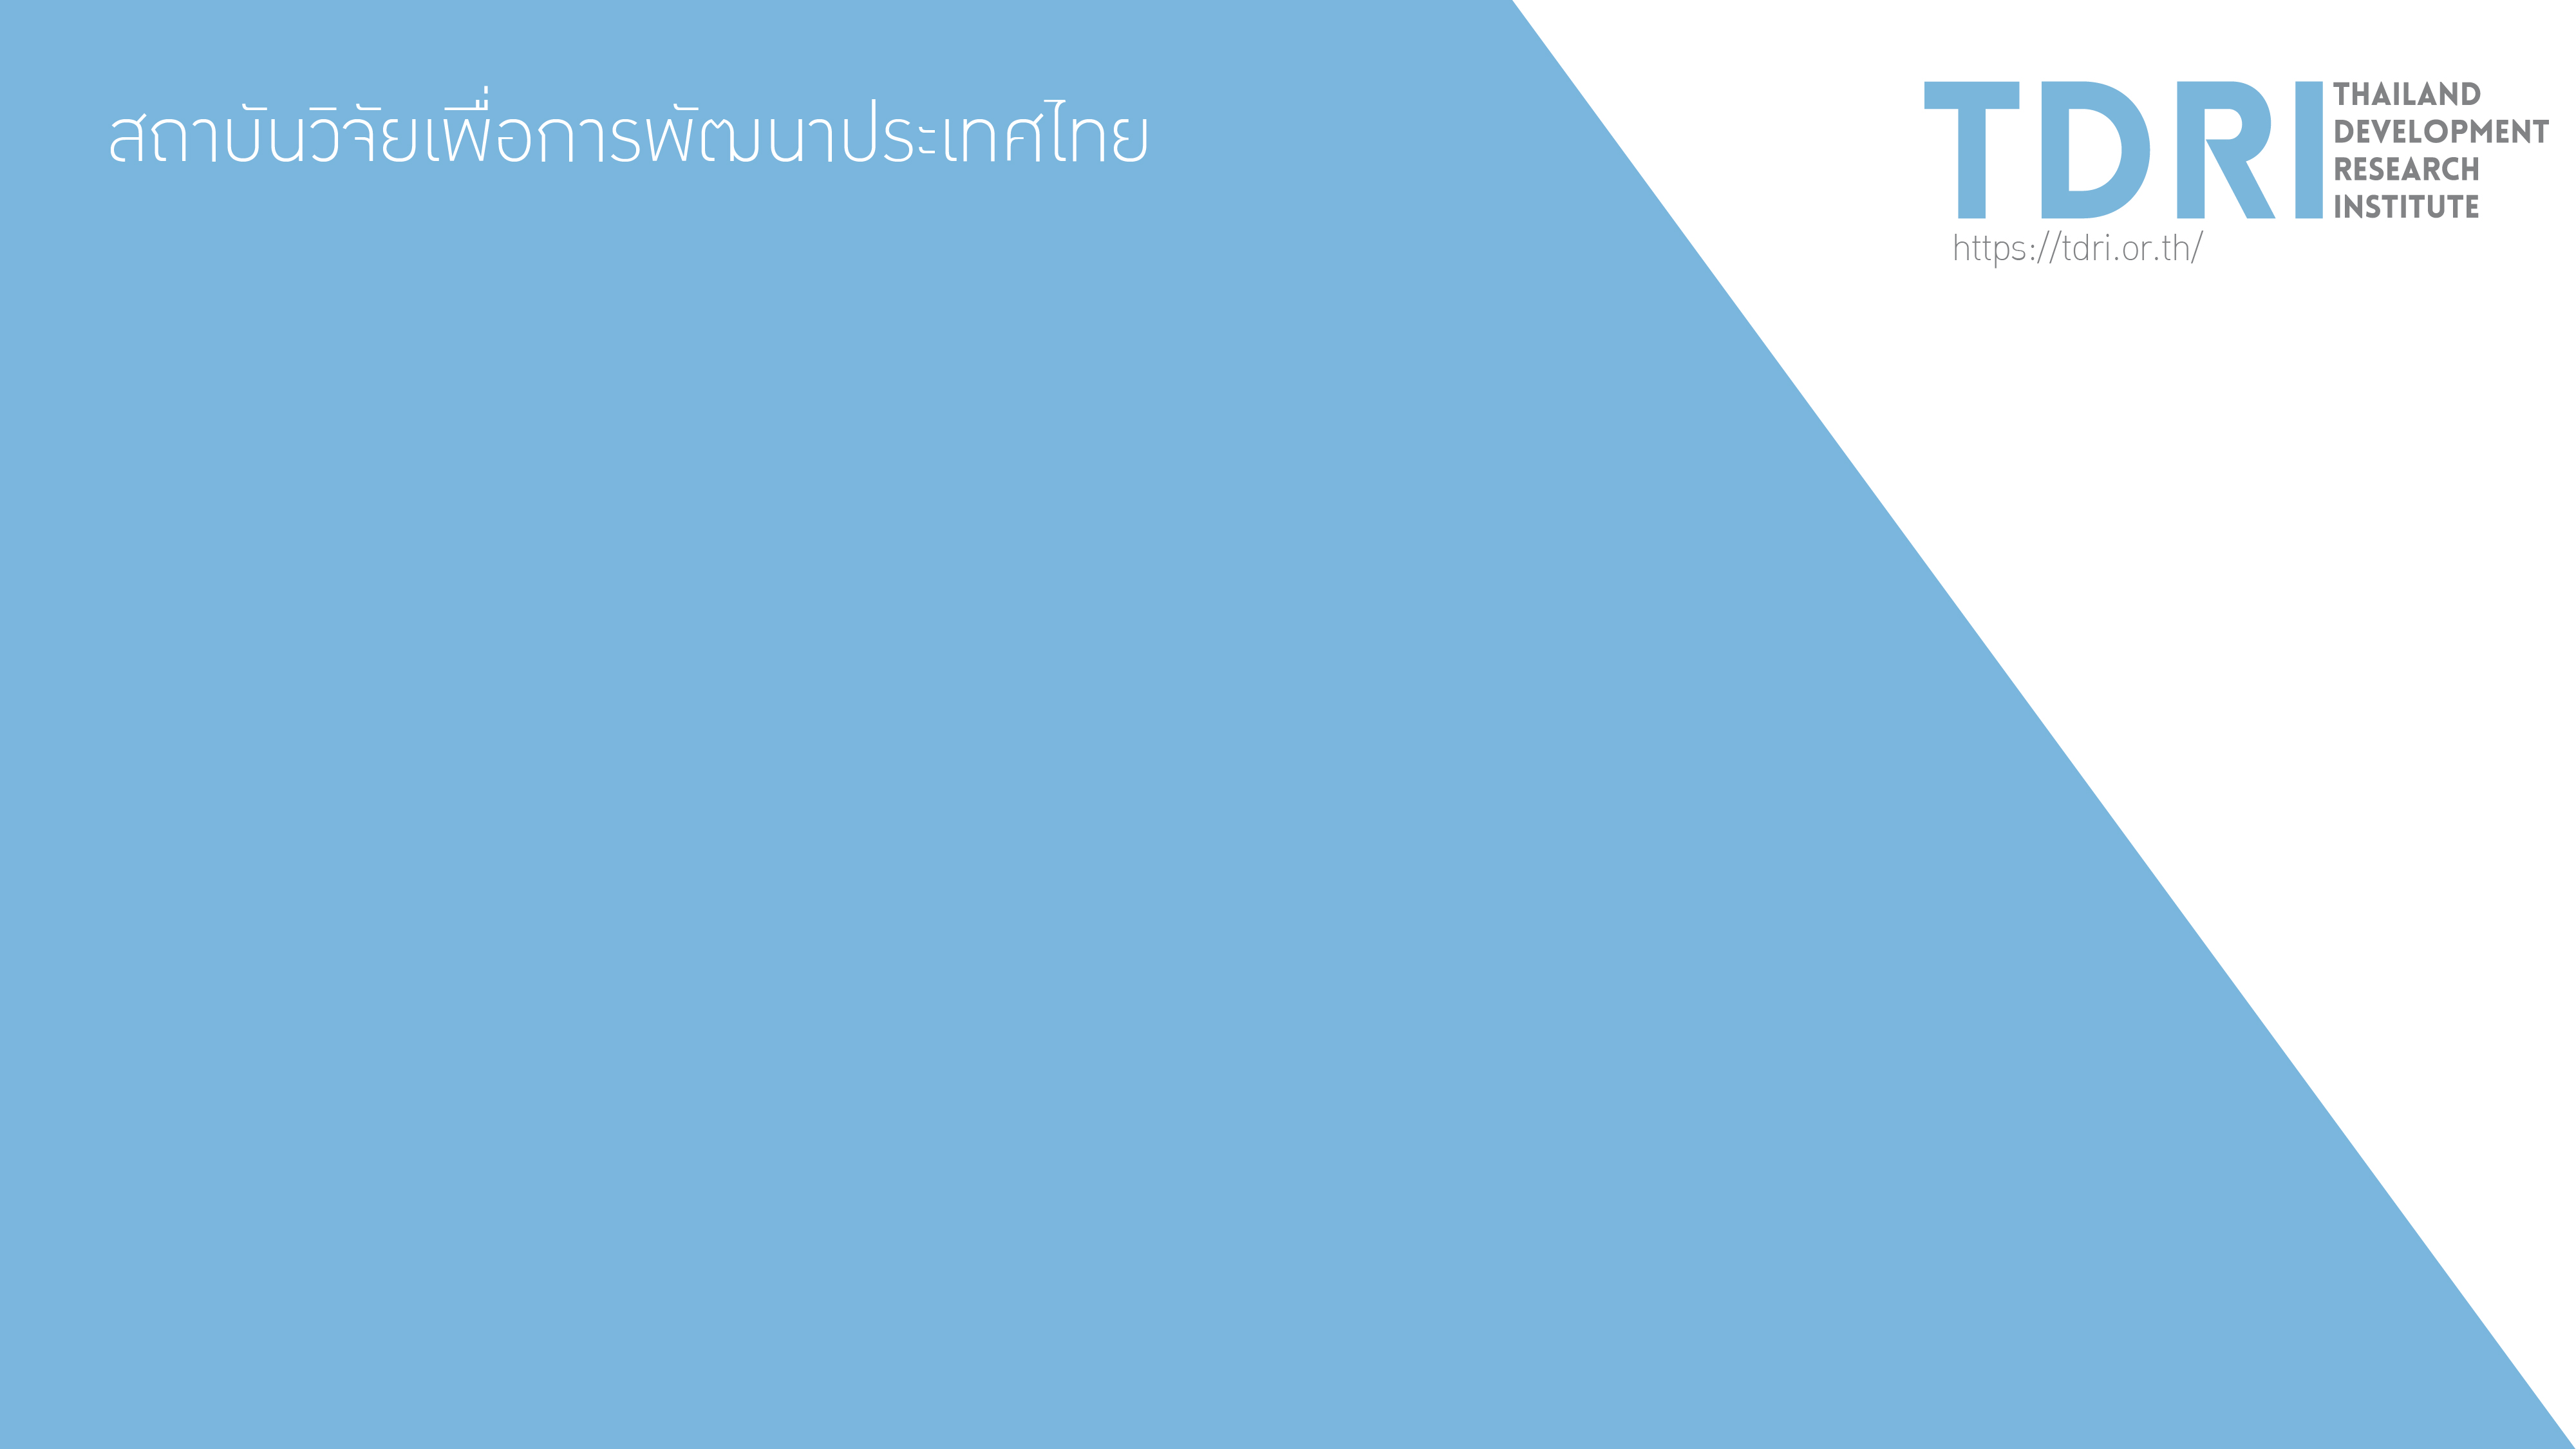 สถาบันวิจัยเพื่อการพัฒนาประเทศไทย
TDRI
THAILAND
DEVELOPMENT
RESEARCH
INSTITUTE
https://tdri.or.th/